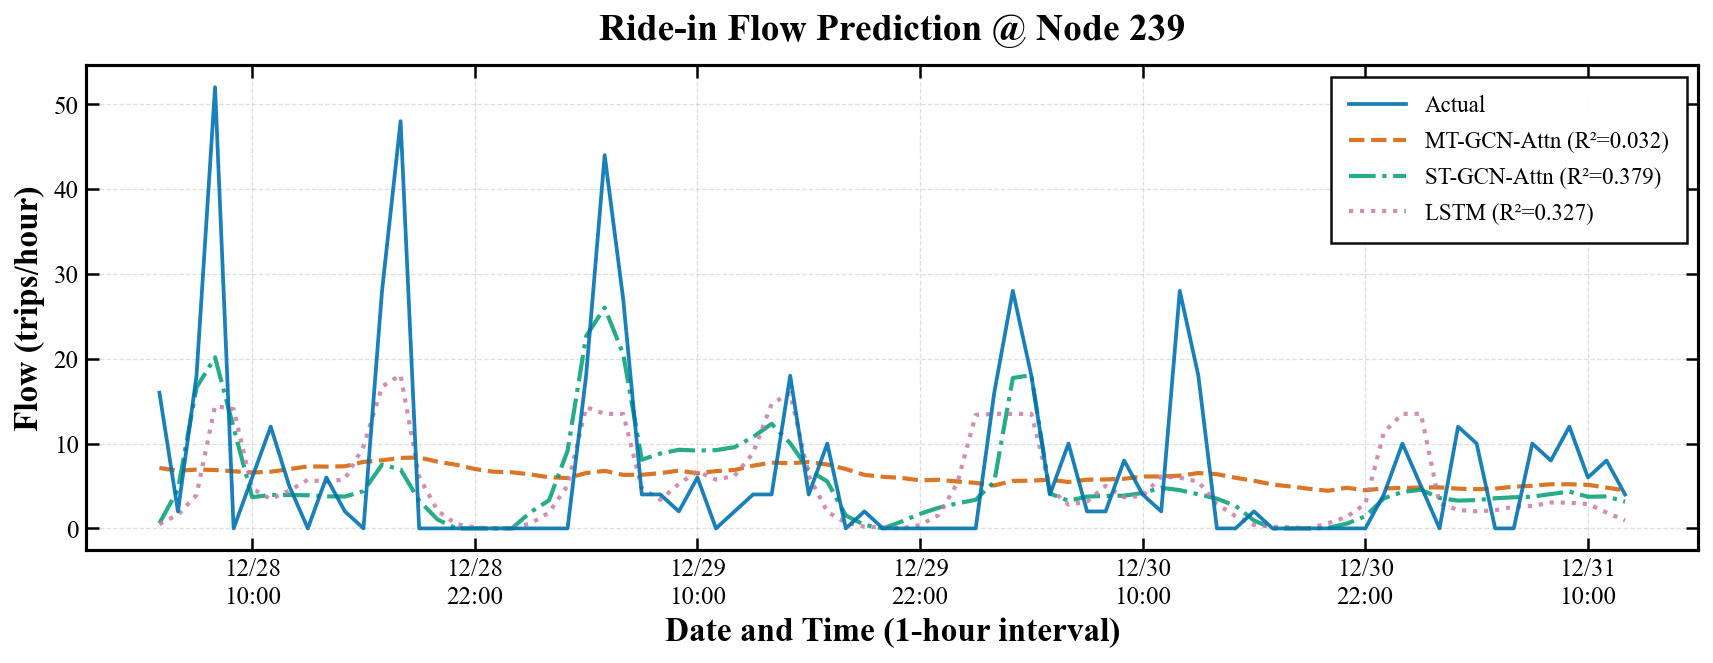 Ride-in Flow Prediction @ Node 239
Flow (trips/hour)
50
40
30
20
10
0
Actual
MT-GCN-Attn (R²=0.032)
ST-GCN-Attn (R²=0.379)
LSTM (R²=0.327)
12/28
10:00
12/28
22:00
12/29
10:00
12/29
22:00
12/30
10:00
12/30
22:00
12/31
10:00
Date and Time (1-hour interval)